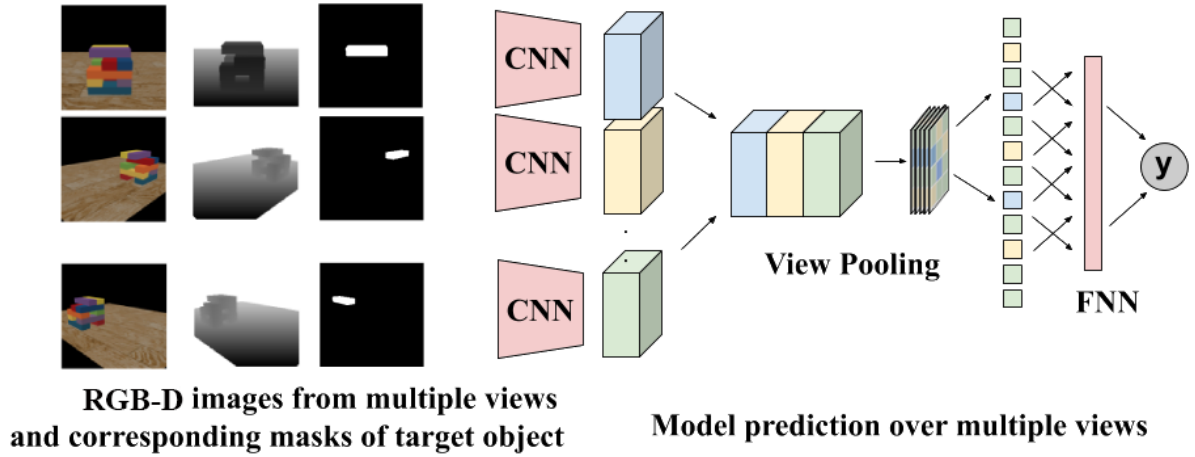 CNN
CNN
CNN
View Pooling
FNN
y
RGB-D images from multiple views
and corresponding masks of target object
Model prediction over multiple views